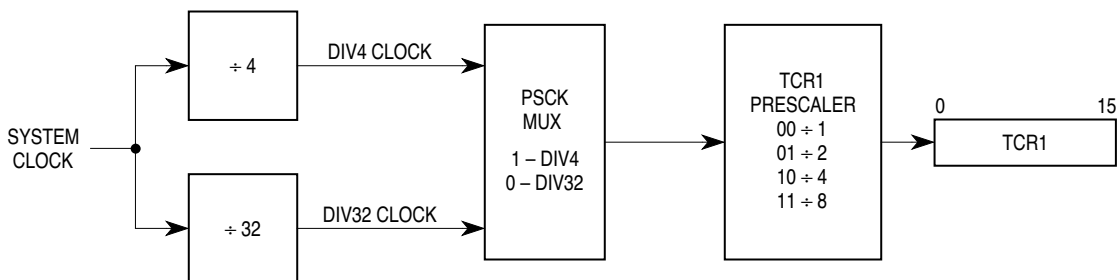 SYSTEM
CLOCK
÷ 4
÷ 32
DIV4 CLOCK
DIV32 CLOCK
PSCK
MUX
1 – DIV4
0 – DIV32
TCR1
PRESCALER
00 ÷ 1
01 ÷ 2
10 ÷ 4
11 ÷ 8
0 15
TCR1